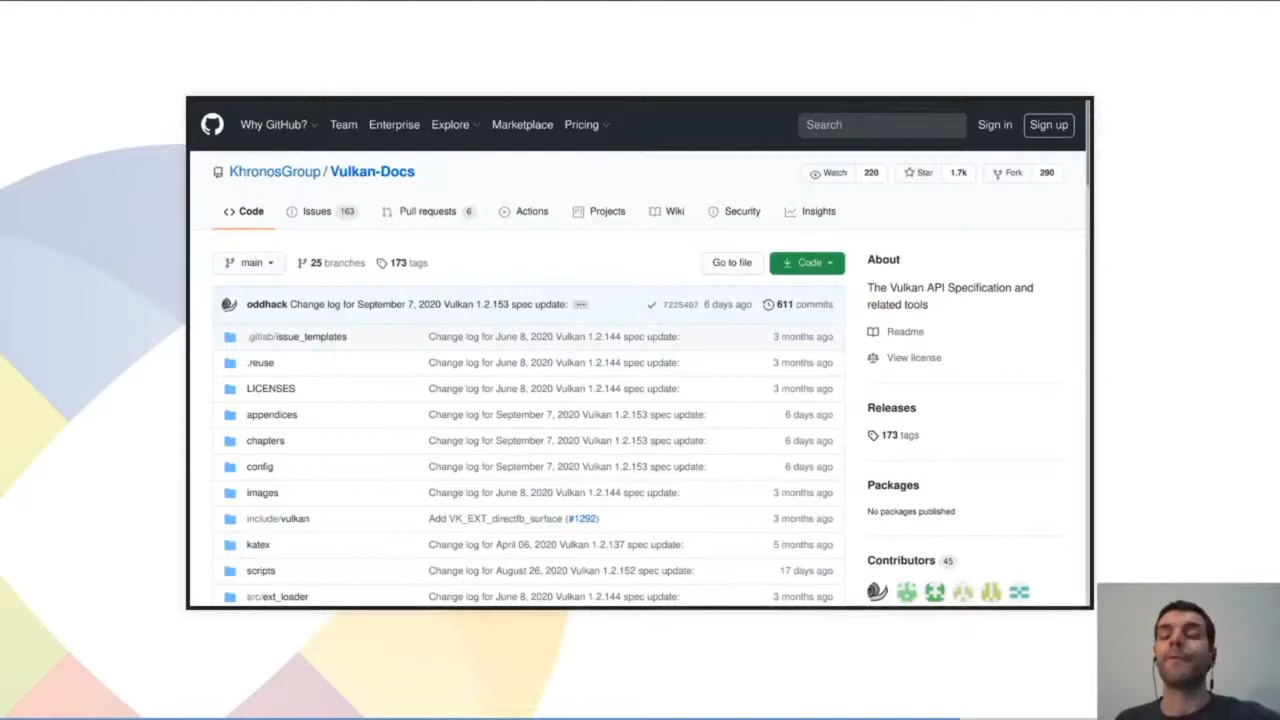 Why GitHub? Team Enterprise Explore Marketplace Pricing Search Sign in Sign up
KhronosGroup / Vulkan-Docs Watch 220 Star 1.7k Fork 290
Code Issues 163 Pull requests 6 Actions Projects Wiki Security Insights
main 25 branches 173 tags Go to file Code
oddhack Change log for September 7, 2020 Vulkan 1.2.153 spec update: 7225407 6 days ago 611 commits
.gitlab/issue_templates Change log for June 8, 2020 Vulkan 1.2.144 spec update: 3 months ago
.reuse Change log for June 8, 2020 Vulkan 1.2.144 spec update: 3 months ago
LICENSES Change log for June 8, 2020 Vulkan 1.2.144 spec update: 3 months ago
appendices Change log for September 7, 2020 Vulkan 1.2.153 spec update: 6 days ago
chapters Change log for September 7, 2020 Vulkan 1.2.153 spec update: 6 days ago
config Change log for September 7, 2020 Vulkan 1.2.153 spec update: 6 days ago
images Change log for June 8, 2020 Vulkan 1.2.144 spec update: 3 months ago
include/vulkan Add VK_EXT_directfb_surface (#1292) 3 months ago
katex Change log for April 06, 2020 Vulkan 1.2.137 spec update: 5 months ago
scripts Change log for August 26, 2020 Vulkan 1.2.152 spec update: 17 days ago
src/ext_loader Change log for June 8, 2020 Vulkan 1.2.144 spec update: 3 months ago
About
The Vulkan API Specification and
related tools
Readme
View license
Releases
173 tags
Packages
No packages published
Contributors 45